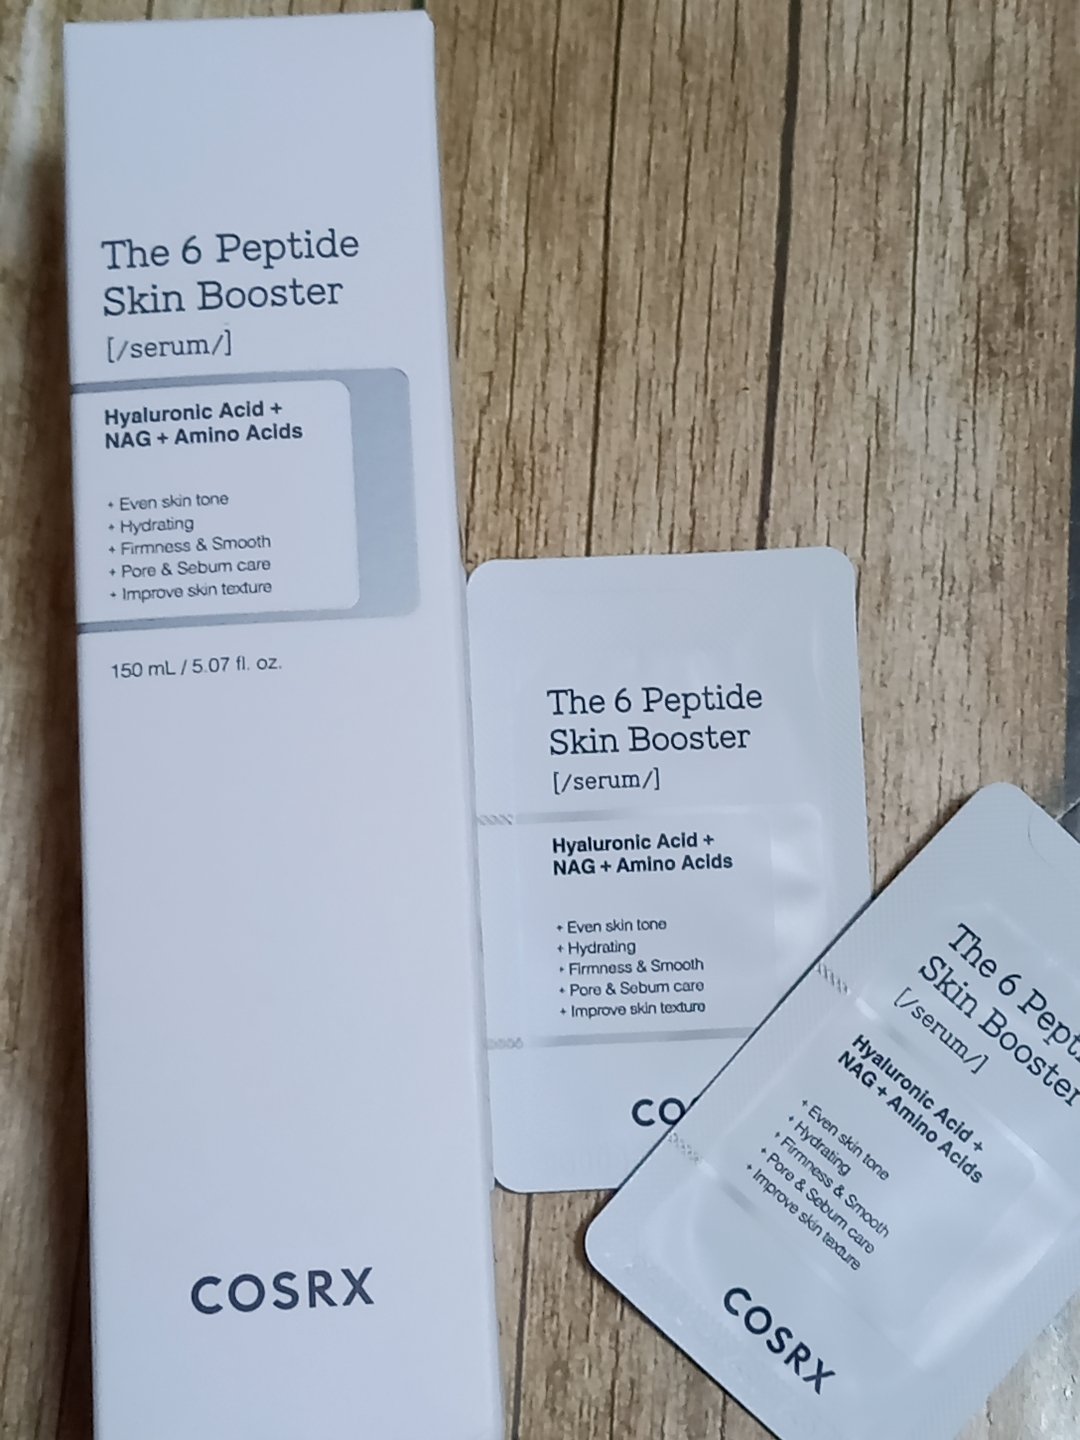 The 6 Peptide
Skin Booster
[/serum/]
Hyaluronic Acid +
NAG + Amino Acids
+ Even skin tone
+ Hydrating
+ Firmness & Smooth
+ Pore & Sebum care
+ Improve skin texture
150 mL / 5.07 fl. oz.
COSRX
The 6 Peptide
Skin Booster
[/serum/]
Hyaluronic Acid +
NAG + Amino Acids
+ Even skin tone
+ Hydrating
+ Firmness & Smooth
+ Pore & Sebum care
+ Improve skin texture
The 6
Skin Booster
[/serum/]
Hyaluronic Acid +
NAG + Amino Acids
+ Even skin tone
+ Hydrating
+ Firmness & Smooth
+ Pore & Sebum care
+ Improve skin texture
COSRX